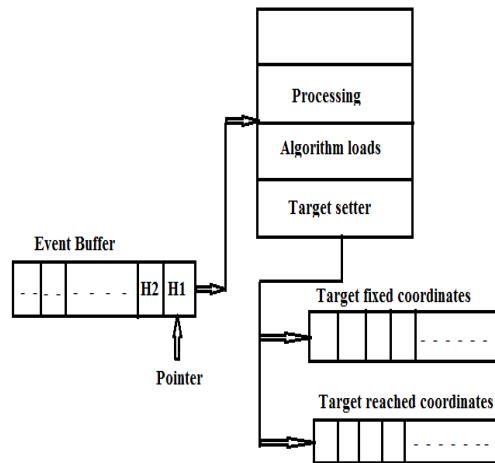 Processing
Algorithm loads
Target setter
Event Buffer
H2 H1
Pointer
Target fixed coordinates
Target reached coordinates